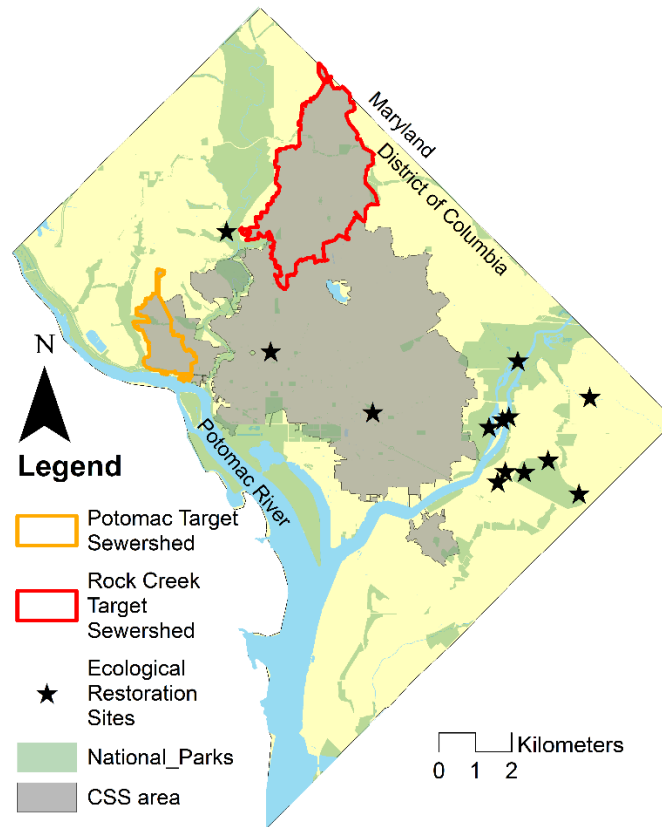 Maryland
District of Columbia
N
Potomac River
Legend
Potomac Target
Sewershed
Rock Creek
Target
Sewershed
Ecological
Restoration
Sites
National_Parks
CSS area
Kilometers
0 1 2